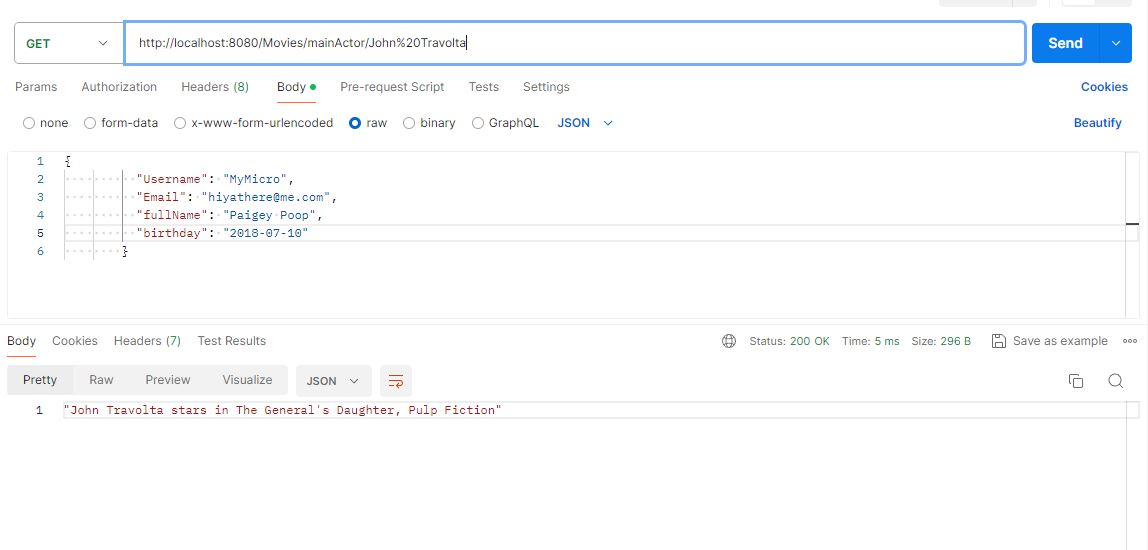 GET http://localhost:8080/Movies/mainActor/John%20Travolta Send
Params Authorization Headers (8) Body Pre-request Script Tests Settings Cookies
none form-data x-www-form-urlencoded raw binary GraphQL JSON Beautify
1 {
2 "Username": "MyMicro",
3 "Email": "hiyathere@me.com",
4 "fullName": "Paigey Poop",
5 "birthday": "2018-07-10"
6 }
Body Cookies Headers (7) Test Results Status: 200 OK Time: 5 ms Size: 296 B Save as example
Pretty Raw Preview Visualize JSON
1 "John Travolta stars in The General's Daughter, Pulp Fiction"